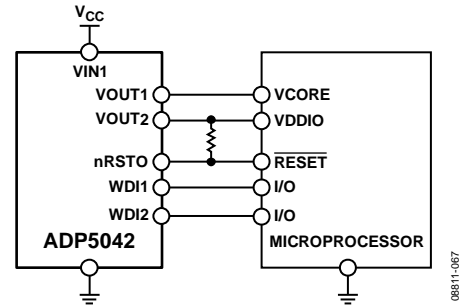 VCC
VIN1
VOUT1
VCORE
VOUT2
VDDIO
nRSTO
RESET
WDI1
I/O
WDI2
I/O
ADP5042
MICROPROCESSOR
08811-067